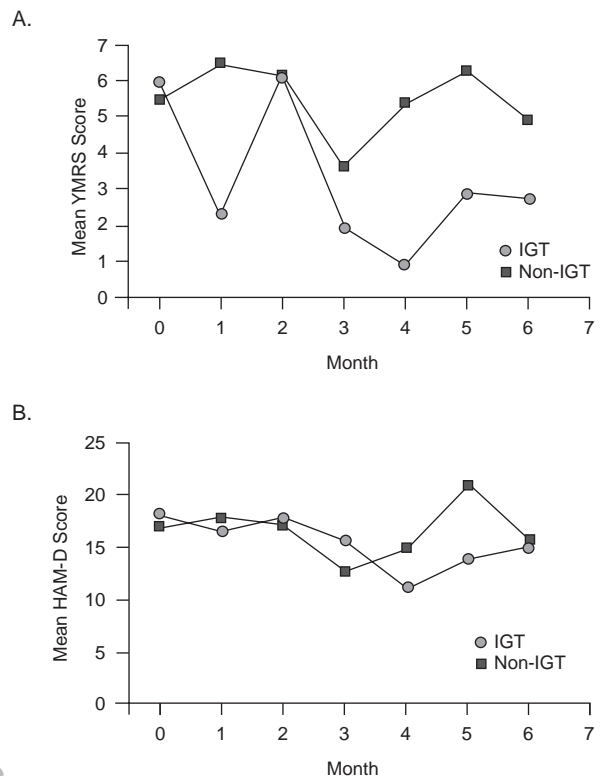 A.
7
6
5
4
3
2
1
0
Mean YMRS Score
IGT
Non-IGT
0 1 2 3 4 5 6 7
Month
B.
25
20
15
10
5
0
Mean HAM-D Score
IGT
Non-IGT
0 1 2 3 4 5 6 7
Month